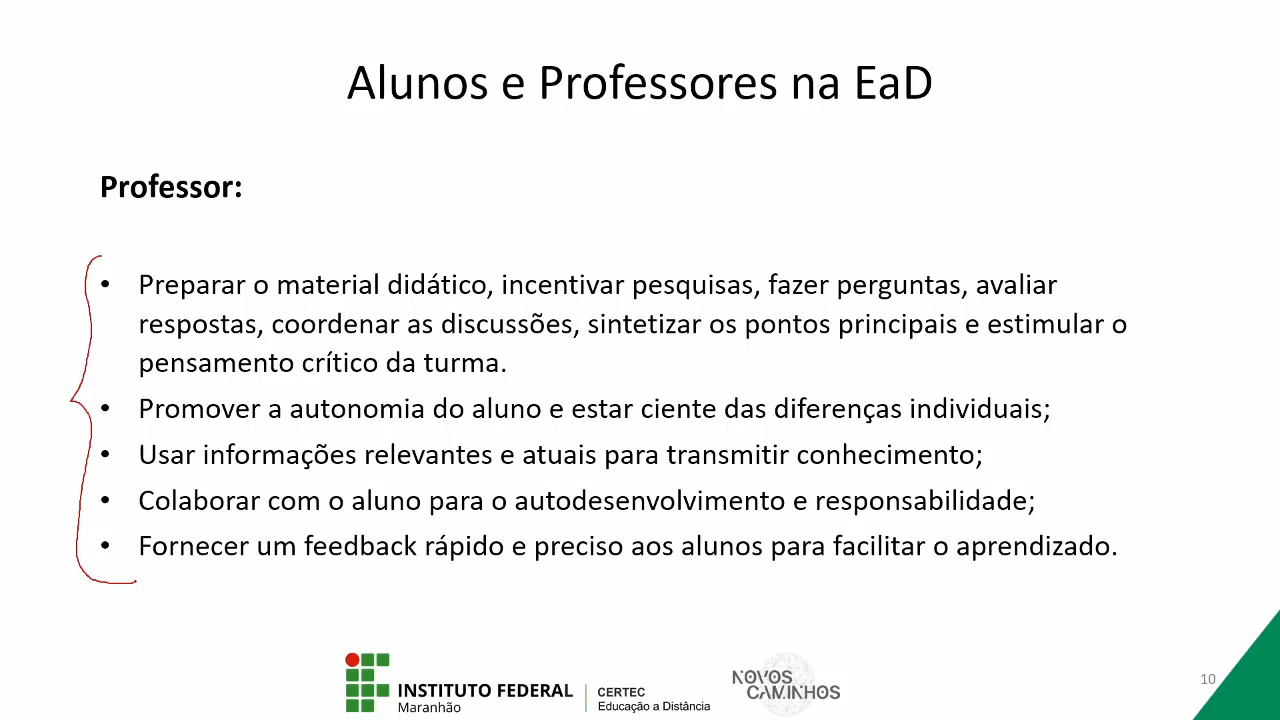 Alunos e Professores na EaD
Professor:
• Preparar o material didático, incentivar pesquisas, fazer perguntas, avaliar
respostas, coordenar as discussões, sintetizar os pontos principais e estimular o
pensamento crítico da turma.
• Promover a autonomia do aluno e estar ciente das diferenças individuais;
• Usar informações relevantes e atuais para transmitir conhecimento;
• Colaborar com o aluno para o autodesenvolvimento e responsabilidade;
• Fornecer um feedback rápido e preciso aos alunos para facilitar o aprendizado.
INSTITUTO FEDERAL
Maranhão
CERTEC
Educação a Distância
NOVOS
CAMINHOS
10